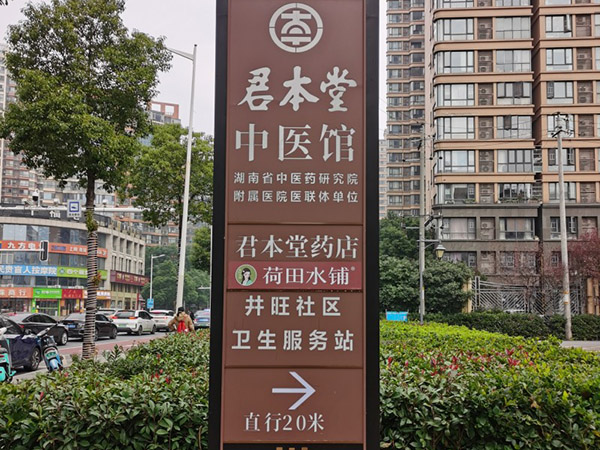 君本堂
中医馆
湖南省中医药研究院
附属医院医联体单位
君本堂药店
荷田水铺®
井旺社区
卫生服务站
直行20米